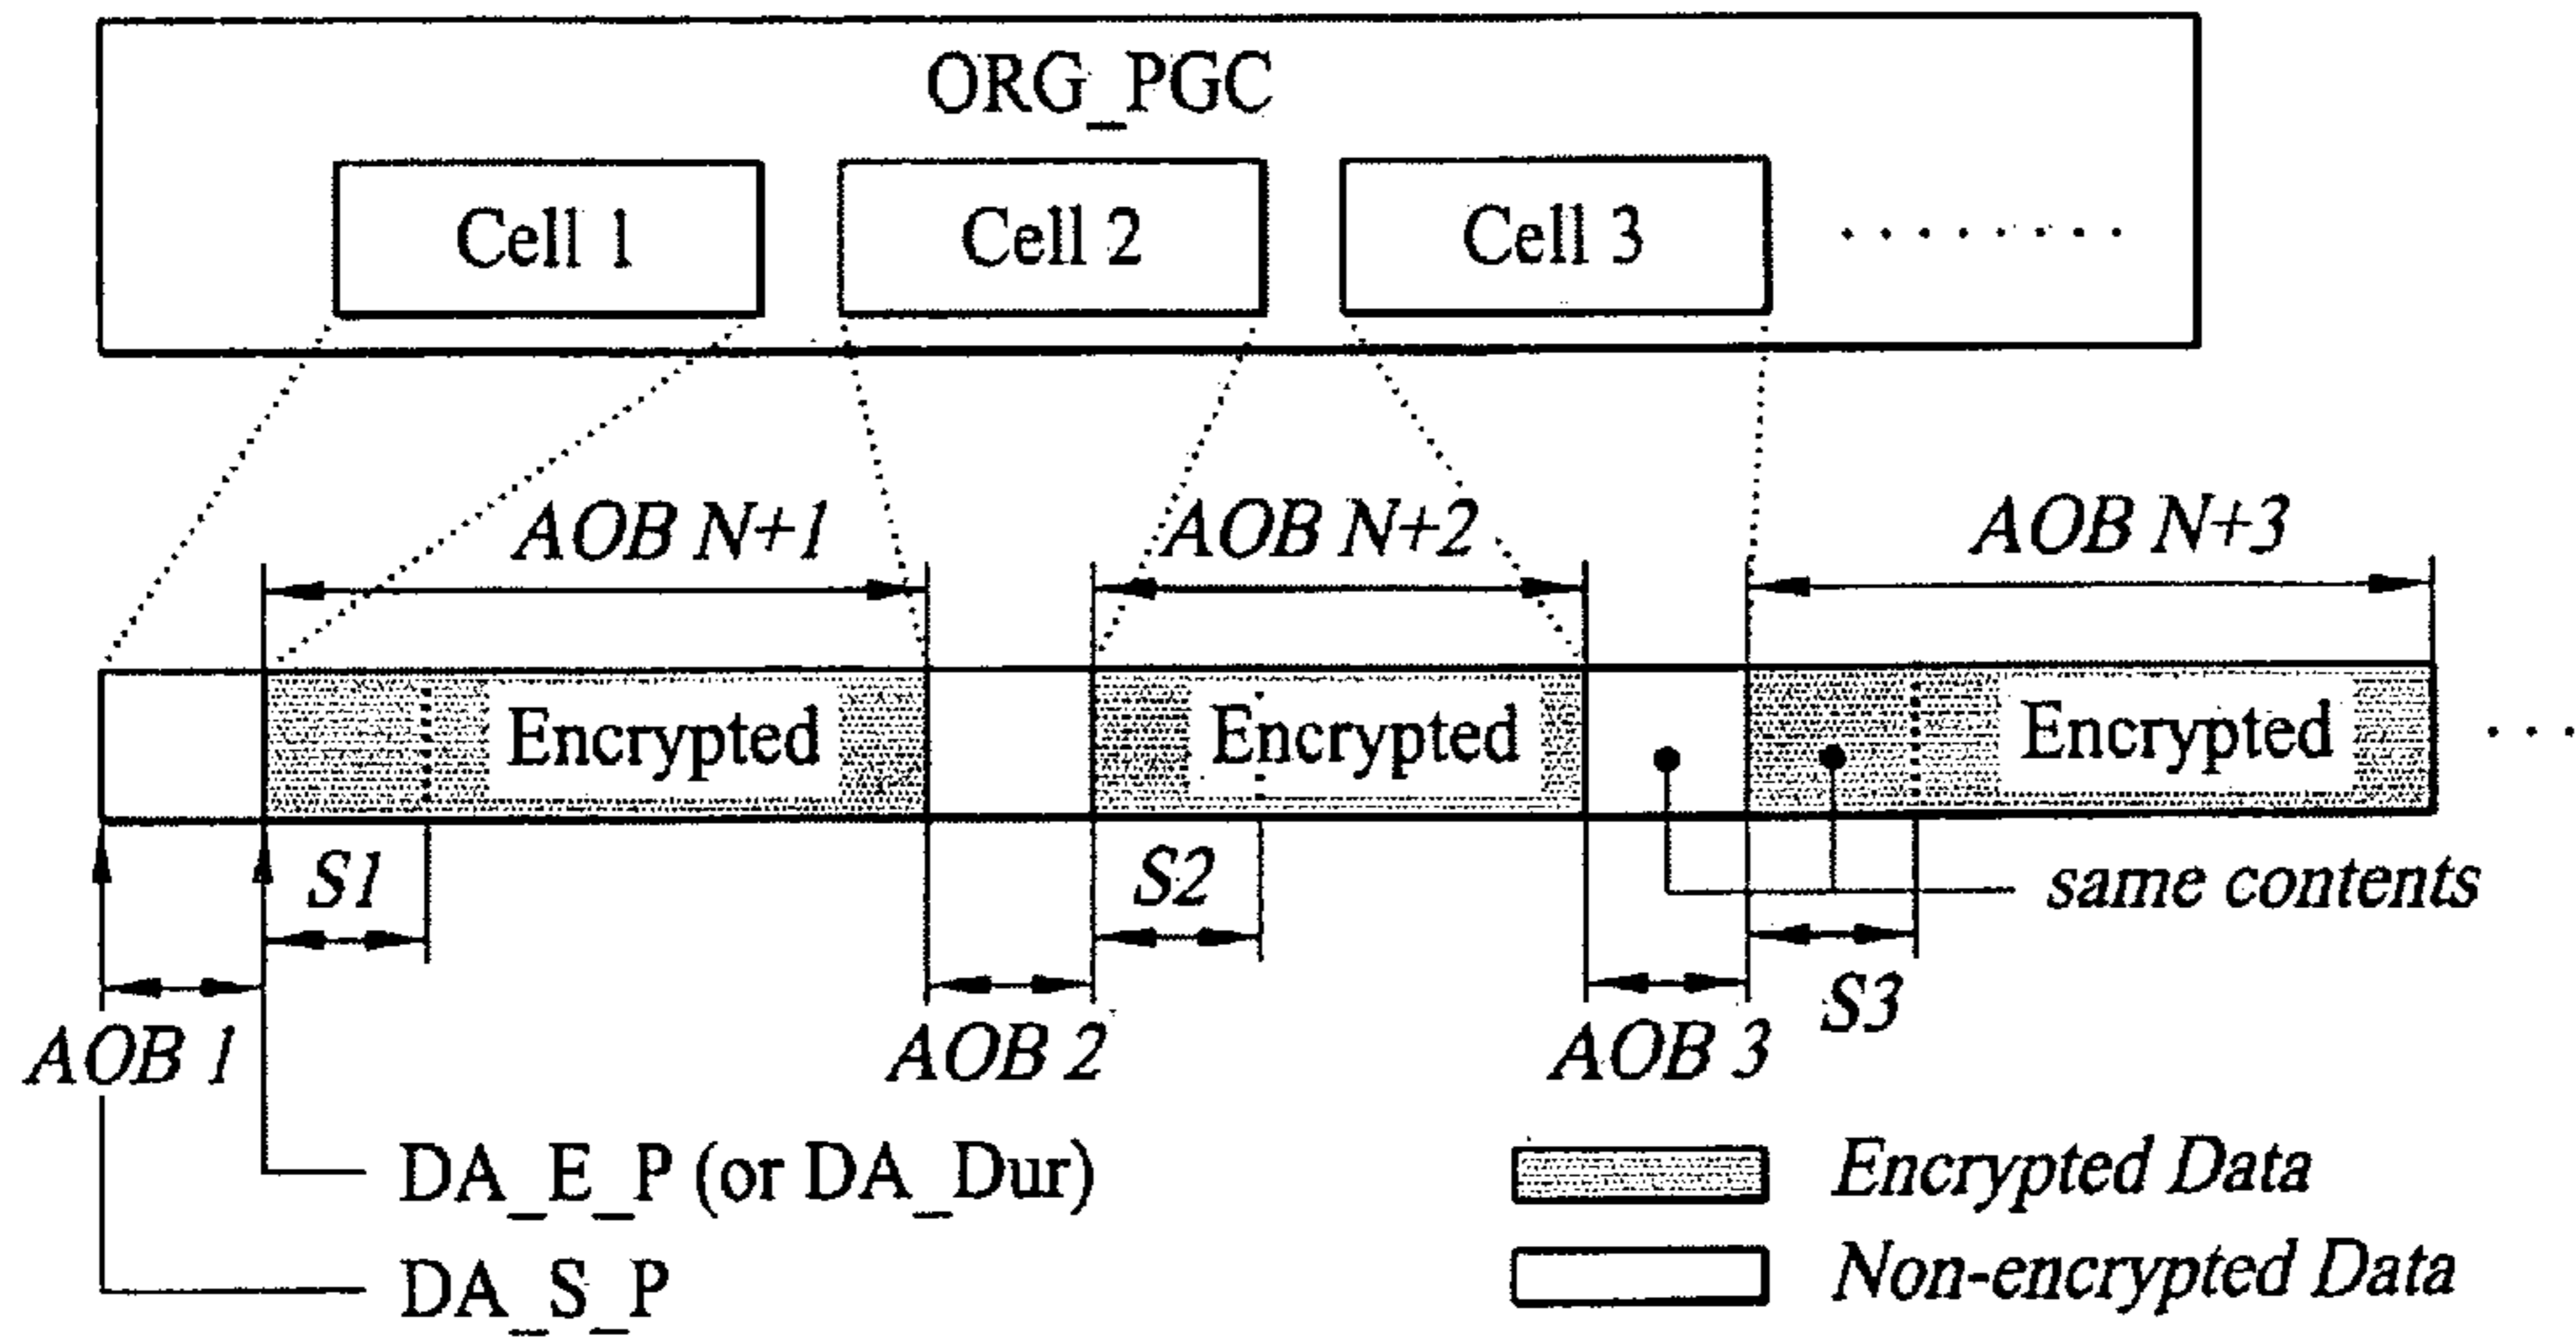 ORG_PGC
Cell 1 Cell 2 Cell 3 ........
AOB N+1 AOB N+2 AOB N+3
Encrypted Encrypted Encrypted ...
S1 S2 same contents
S3
AOB 1 AOB 2 AOB 3
DA_E_P (or DA_Dur) Encrypted Data
DA_S_P Non-encrypted Data